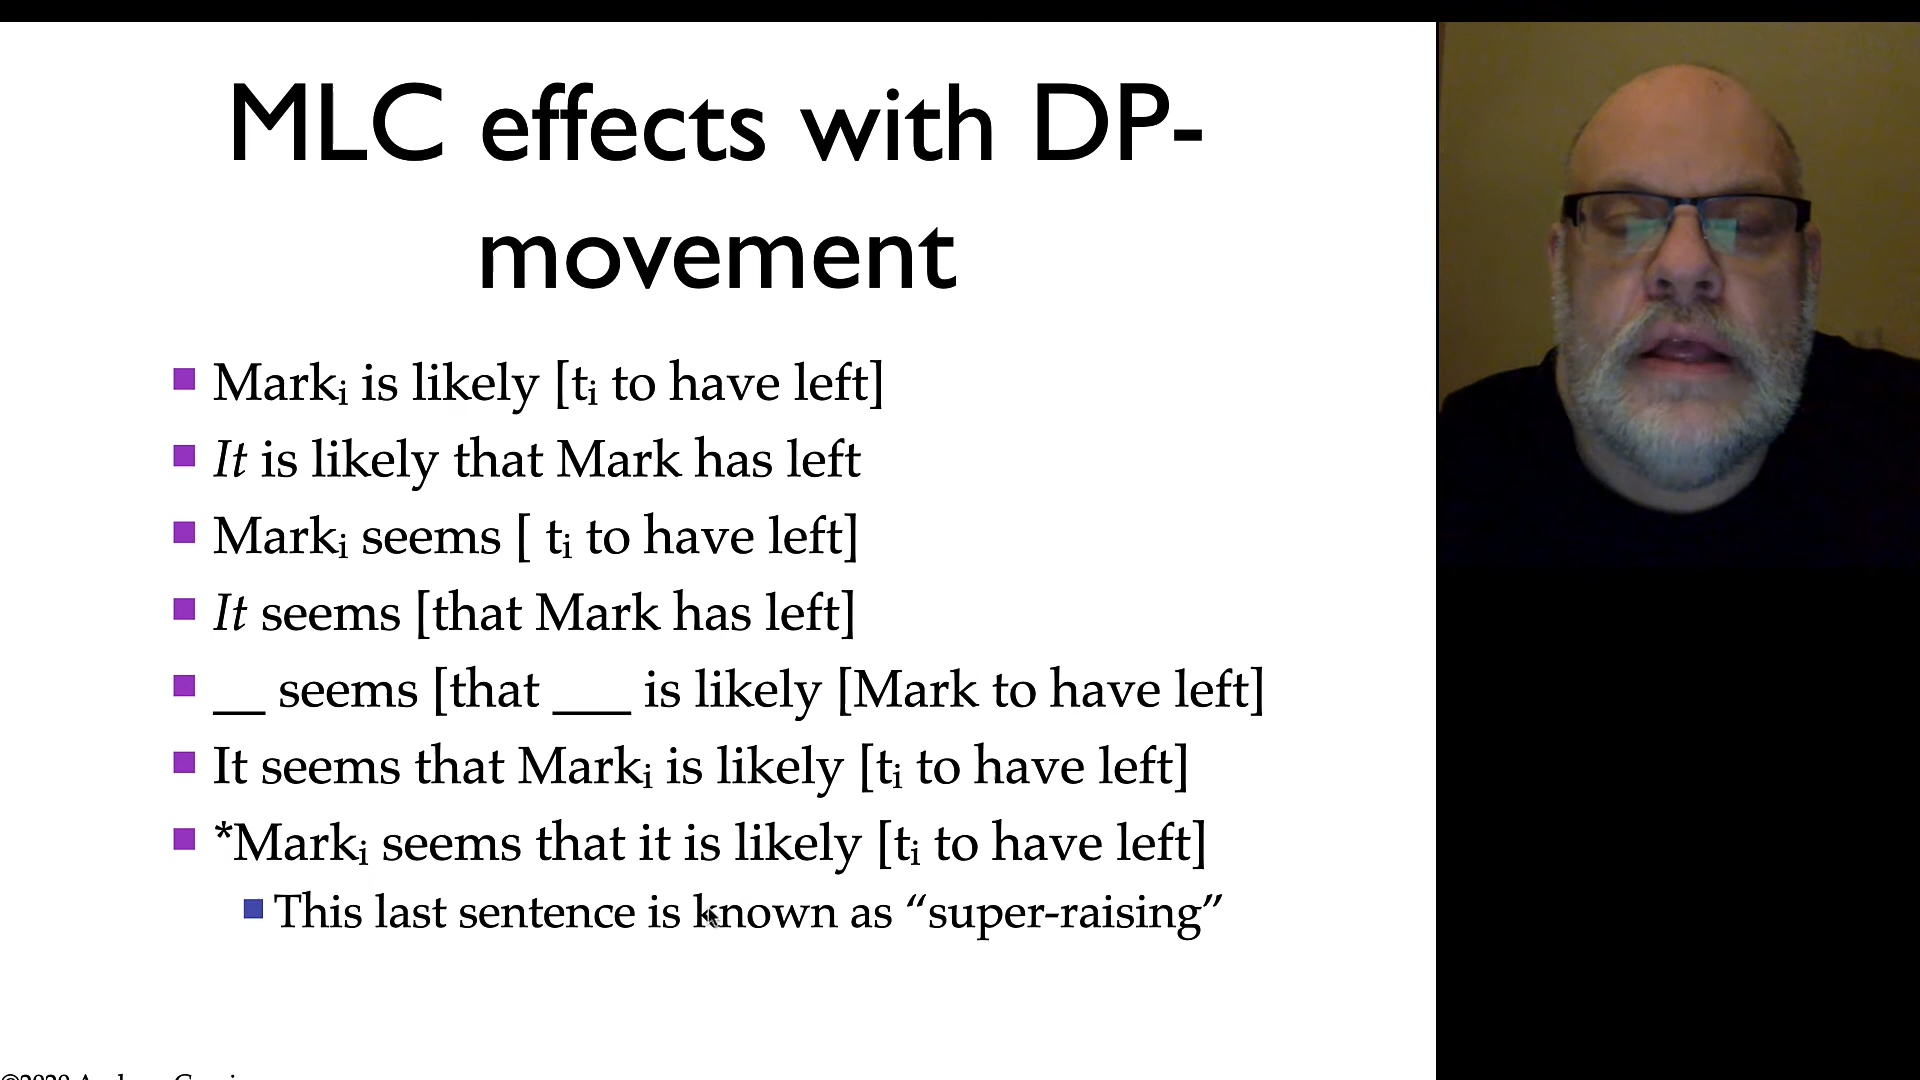 MLC effects with DP-
movement
Markᵢ is likely [tᵢ to have left]
It is likely that Mark has left
Markᵢ seems [ tᵢ to have left]
It seems [that Mark has left]
__ seems [that ___ is likely [Mark to have left]
It seems that Markᵢ is likely [tᵢ to have left]
*Markᵢ seems that it is likely [tᵢ to have left]
This last sentence is known as “super-raising”
©2020